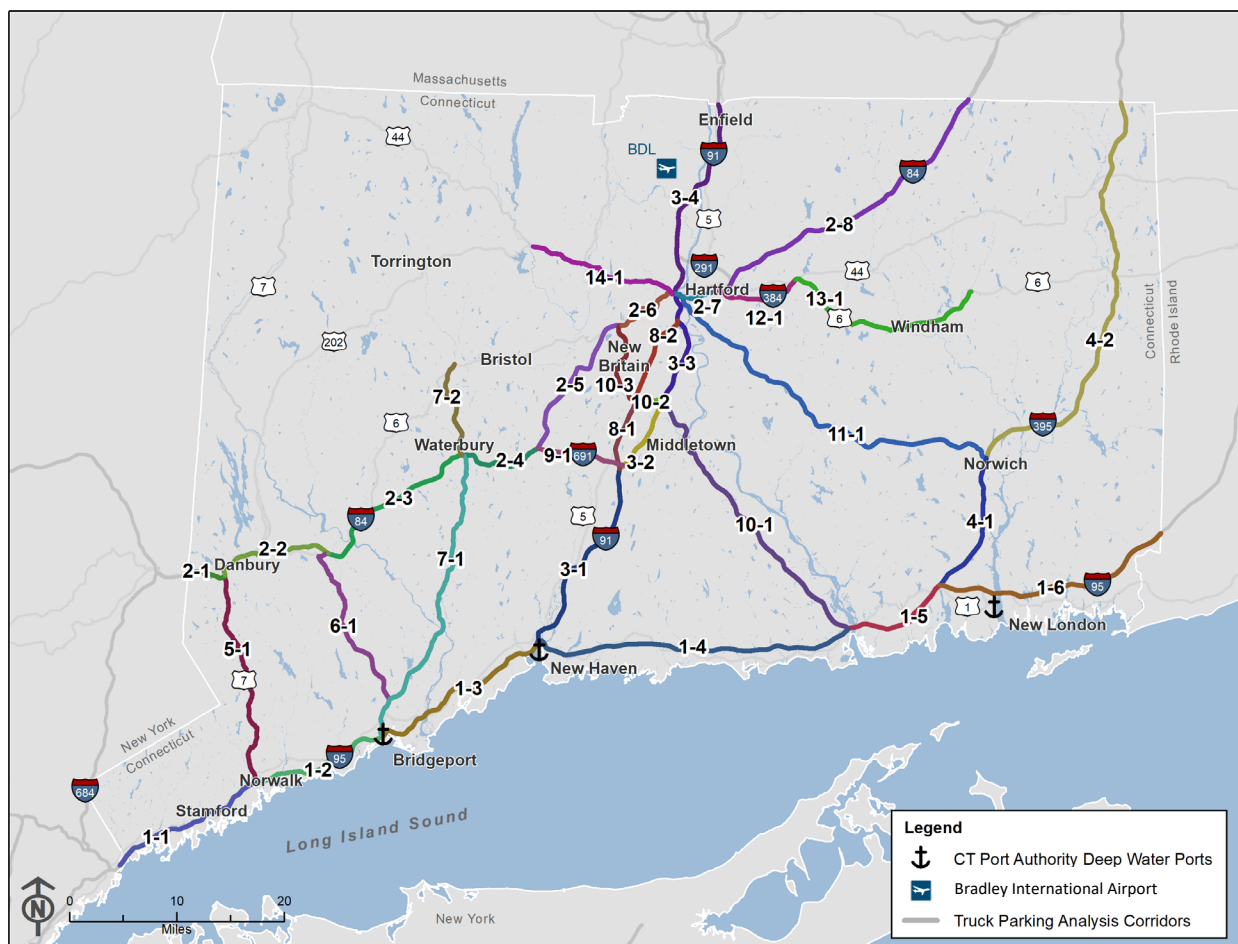 Massachusetts
Connecticut
44
Enfield
BDL
91
84
3-4
5
2-8
Torrington
291
44
7
14-1
Hartford
384
6
2-6
2-7
12-1
13-1
6
Windham
Connecticut
Rhode Island
202
8-2
New
Britain
3-3
4-2
Bristol
2-5
10-3
7-2
10-2
6
8-1
11-1
395
Waterbury
Middletown
2-4
9-1
691
3-2
Norwich
2-3
84
5
91
10-1
4-1
2-2
Danbury
2-1
7-1
3-1
1-6
95
6-1
1
5-1
1-5
New London
1-4
7
New Haven
1-3
New York
Connecticut
95
Bridgeport
1-2
Norwalk
684
Stamford
1-1
Long Island Sound
Legend
CT Port Authority Deep Water Ports
Bradley International Airport
Truck Parking Analysis Corridors
N
0 10 20
Miles
New York